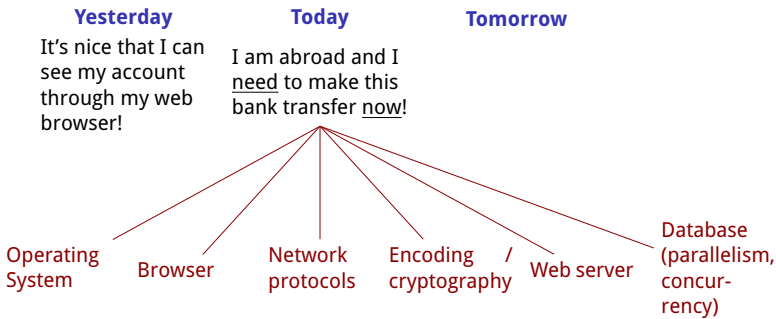 Yesterday
It's nice that I can
see my account
through my web
browser!
Today
I am abroad and I
need to make this
bank transfer now!
Tomorrow
Operating
System
Browser
Network
protocols
Encoding /
cryptography
Web server
Database
(parallelism,
concur-
rency)